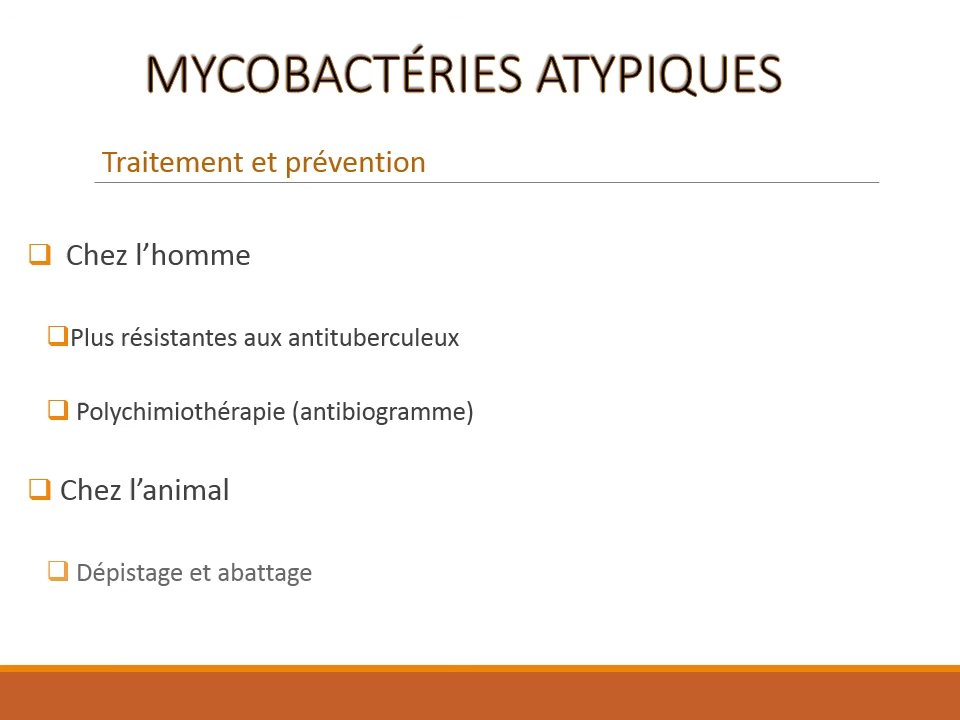 MYCOBACTÉRIES ATYPIQUES
Traitement et prévention
Chez l’homme
Plus résistantes aux antituberculeux
Polychimiothérapie (antibiogramme)
Chez l’animal
Dépistage et abattage